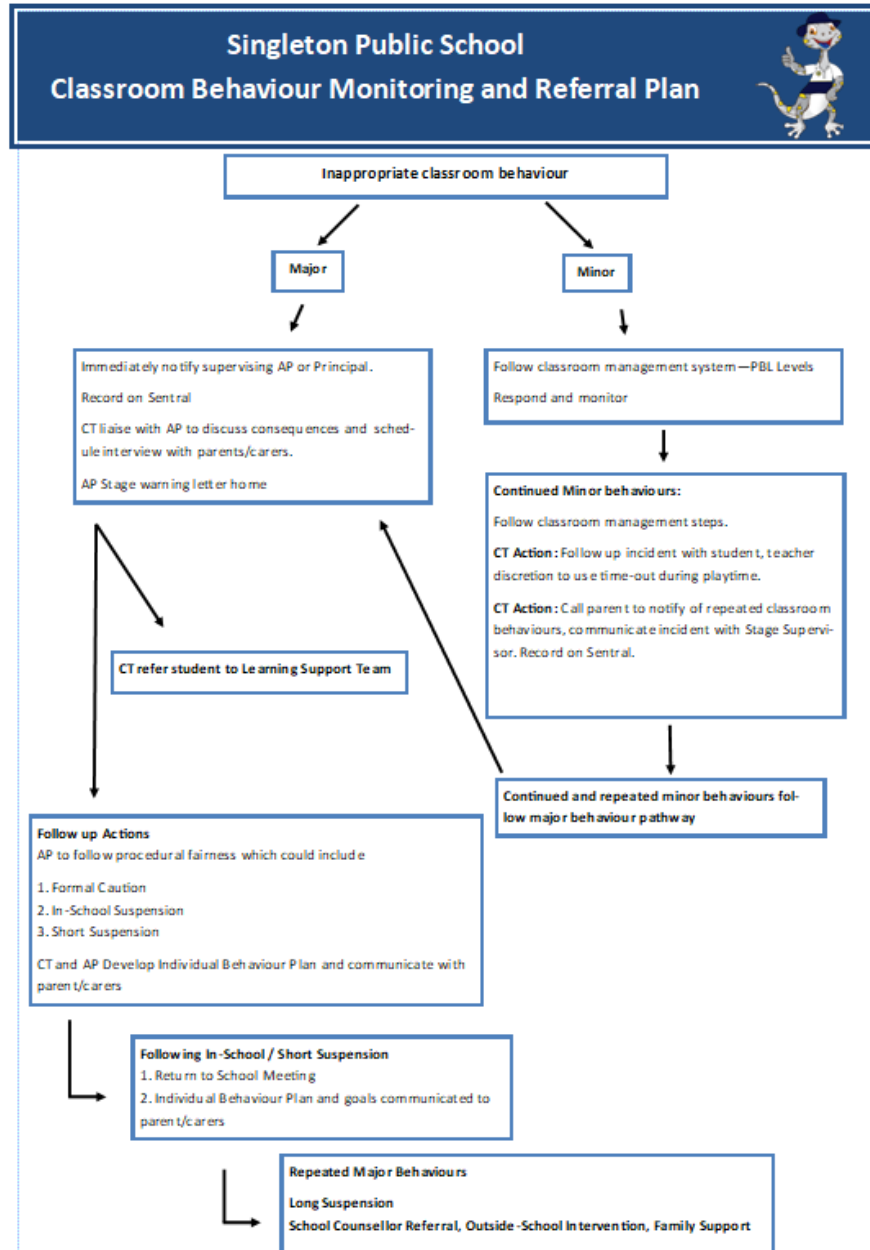 Singleton Public School
Classroom Behaviour Monitoring and Referral Plan
Inappropriate classroom behaviour
Major
Minor
Immediately notify supervising AP or Principal.
Record on Sentral
CT liaise with AP to discuss consequences and sched-
ule interview with parents/carers.
AP Stage warning letter home
Follow classroom management system—PBL Levels
Respond and monitor
Continued Minor behaviours:
Follow classroom management steps.
CT Action: Follow up incident with student, teacher
discretion to use time-out during playtime.
CT Action: Call parent to notify of repeated classroom
behaviours, communicate incident with Stage Supervi-
sor. Record on Sentral.
CT refer student to Learning Support Team
Continued and repeated minor behaviours fol-
low major behaviour pathway
Follow up Actions
AP to follow procedural fairness which could include
1. Formal Caution
2. In-School Suspension
3. Short Suspension
CT and AP Develop Individual Behaviour Plan and communicate with
parent/carers
Following In-School / Short Suspension
1. Return to School Meeting
2. Individual Behaviour Plan and goals communicated to
parent/carers
Repeated Major Behaviours
Long Suspension
School Counsellor Referral, Outside-School Intervention, Family Support